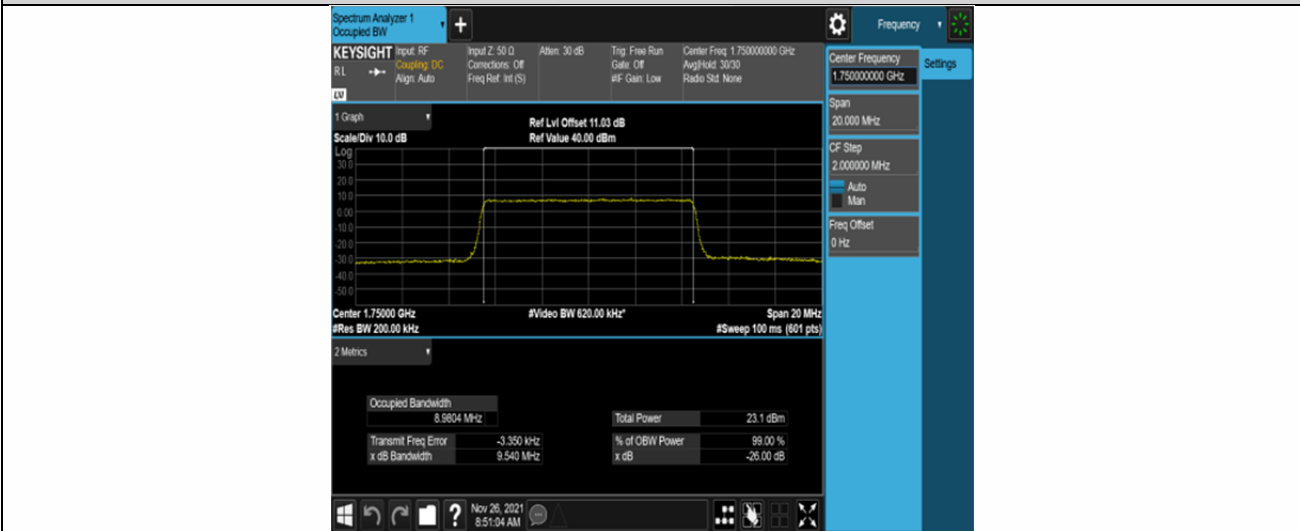 Spectrum Analyzer 1
Occupied BW
+
Frequency
KEYSIGHT
RL
Input: RF
Coupling: DC
Align: Auto
Input Z: 50 Ω
Corrections: Off
Freq Ref: Int (S)
Atten: 30 dB
Trig: Free Run
Gate: Off
#IF Gain: Low
Center Freq: 1.750000000 GHz
Avg|Hold: 30/30
Radio Std: None
Center Frequency
1.750000000 GHz
Settings
Span
20.000 MHz
CF Step
2.000000 MHz
Auto
Man
Freq Offset
0 Hz
1 Graph
Scale/Div 10.0 dB
Ref Lvl Offset 11.03 dB
Ref Value 40.00 dBm
Log
30.0
20.0
10.0
0.00
-10.0
-20.0
-30.0
-40.0
-50.0
Center 1.75000 GHz
#Res BW 200.00 kHz
#Video BW 620.00 kHz*
Span 20 MHz
#Sweep 100 ms (601 pts)
2 Metrics
Occupied Bandwidth
8.9804 MHz
Total Power 23.1 dBm
Transmit Freq Error -3.350 kHz
% of OBW Power 99.00 %
x dB Bandwidth 9.540 MHz
x dB -26.00 dB
?
Nov 26, 2021
8:51:04 AM